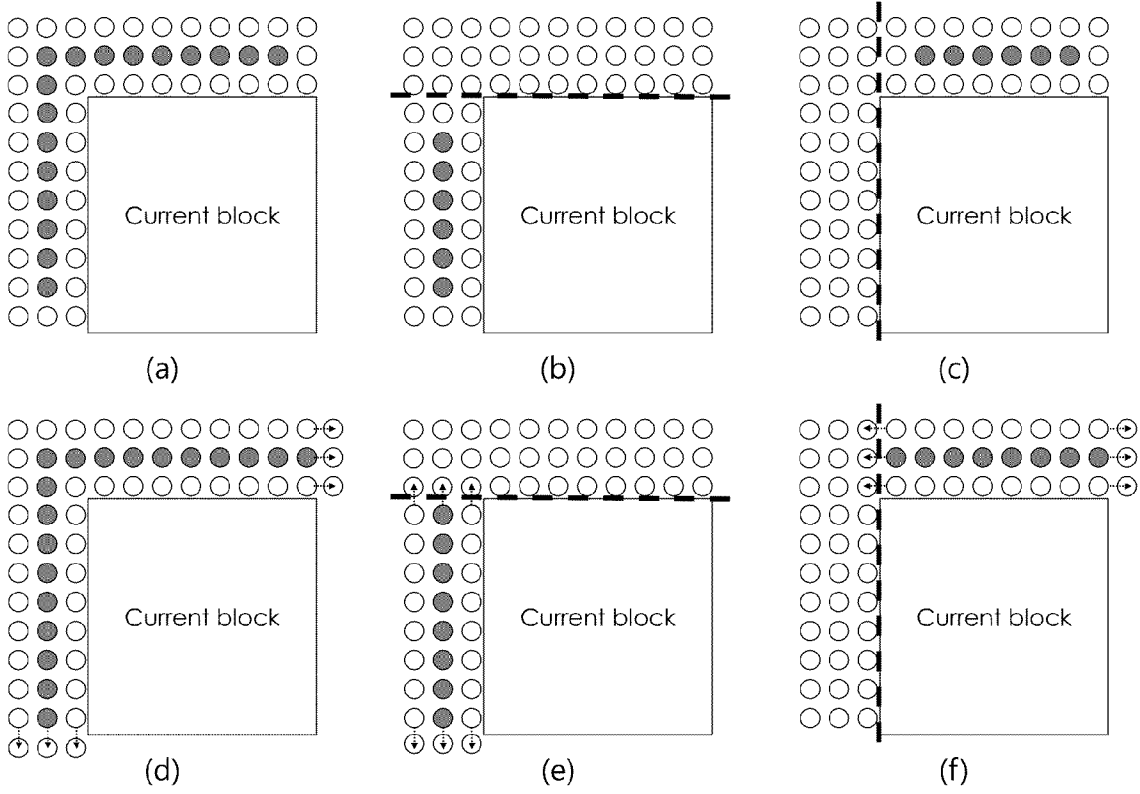 Current block
Current block
Current block
(a)
(b)
(c)
Current block
Current block
Current block
(d)
(e)
(f)